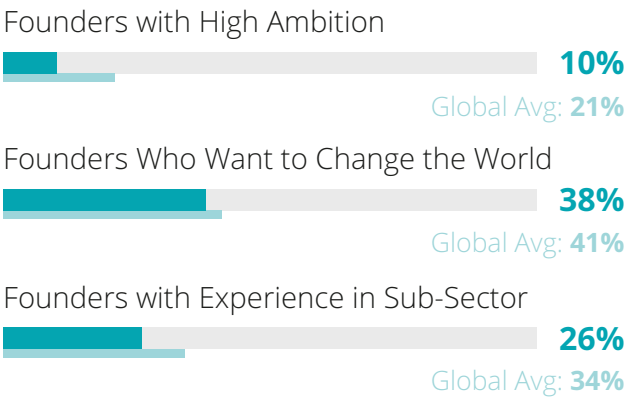 Founders with High Ambition
10%
Global Avg: 21%
Founders Who Want to Change the World
38%
Global Avg: 41%
Founders with Experience in Sub-Sector
26%
Global Avg: 34%